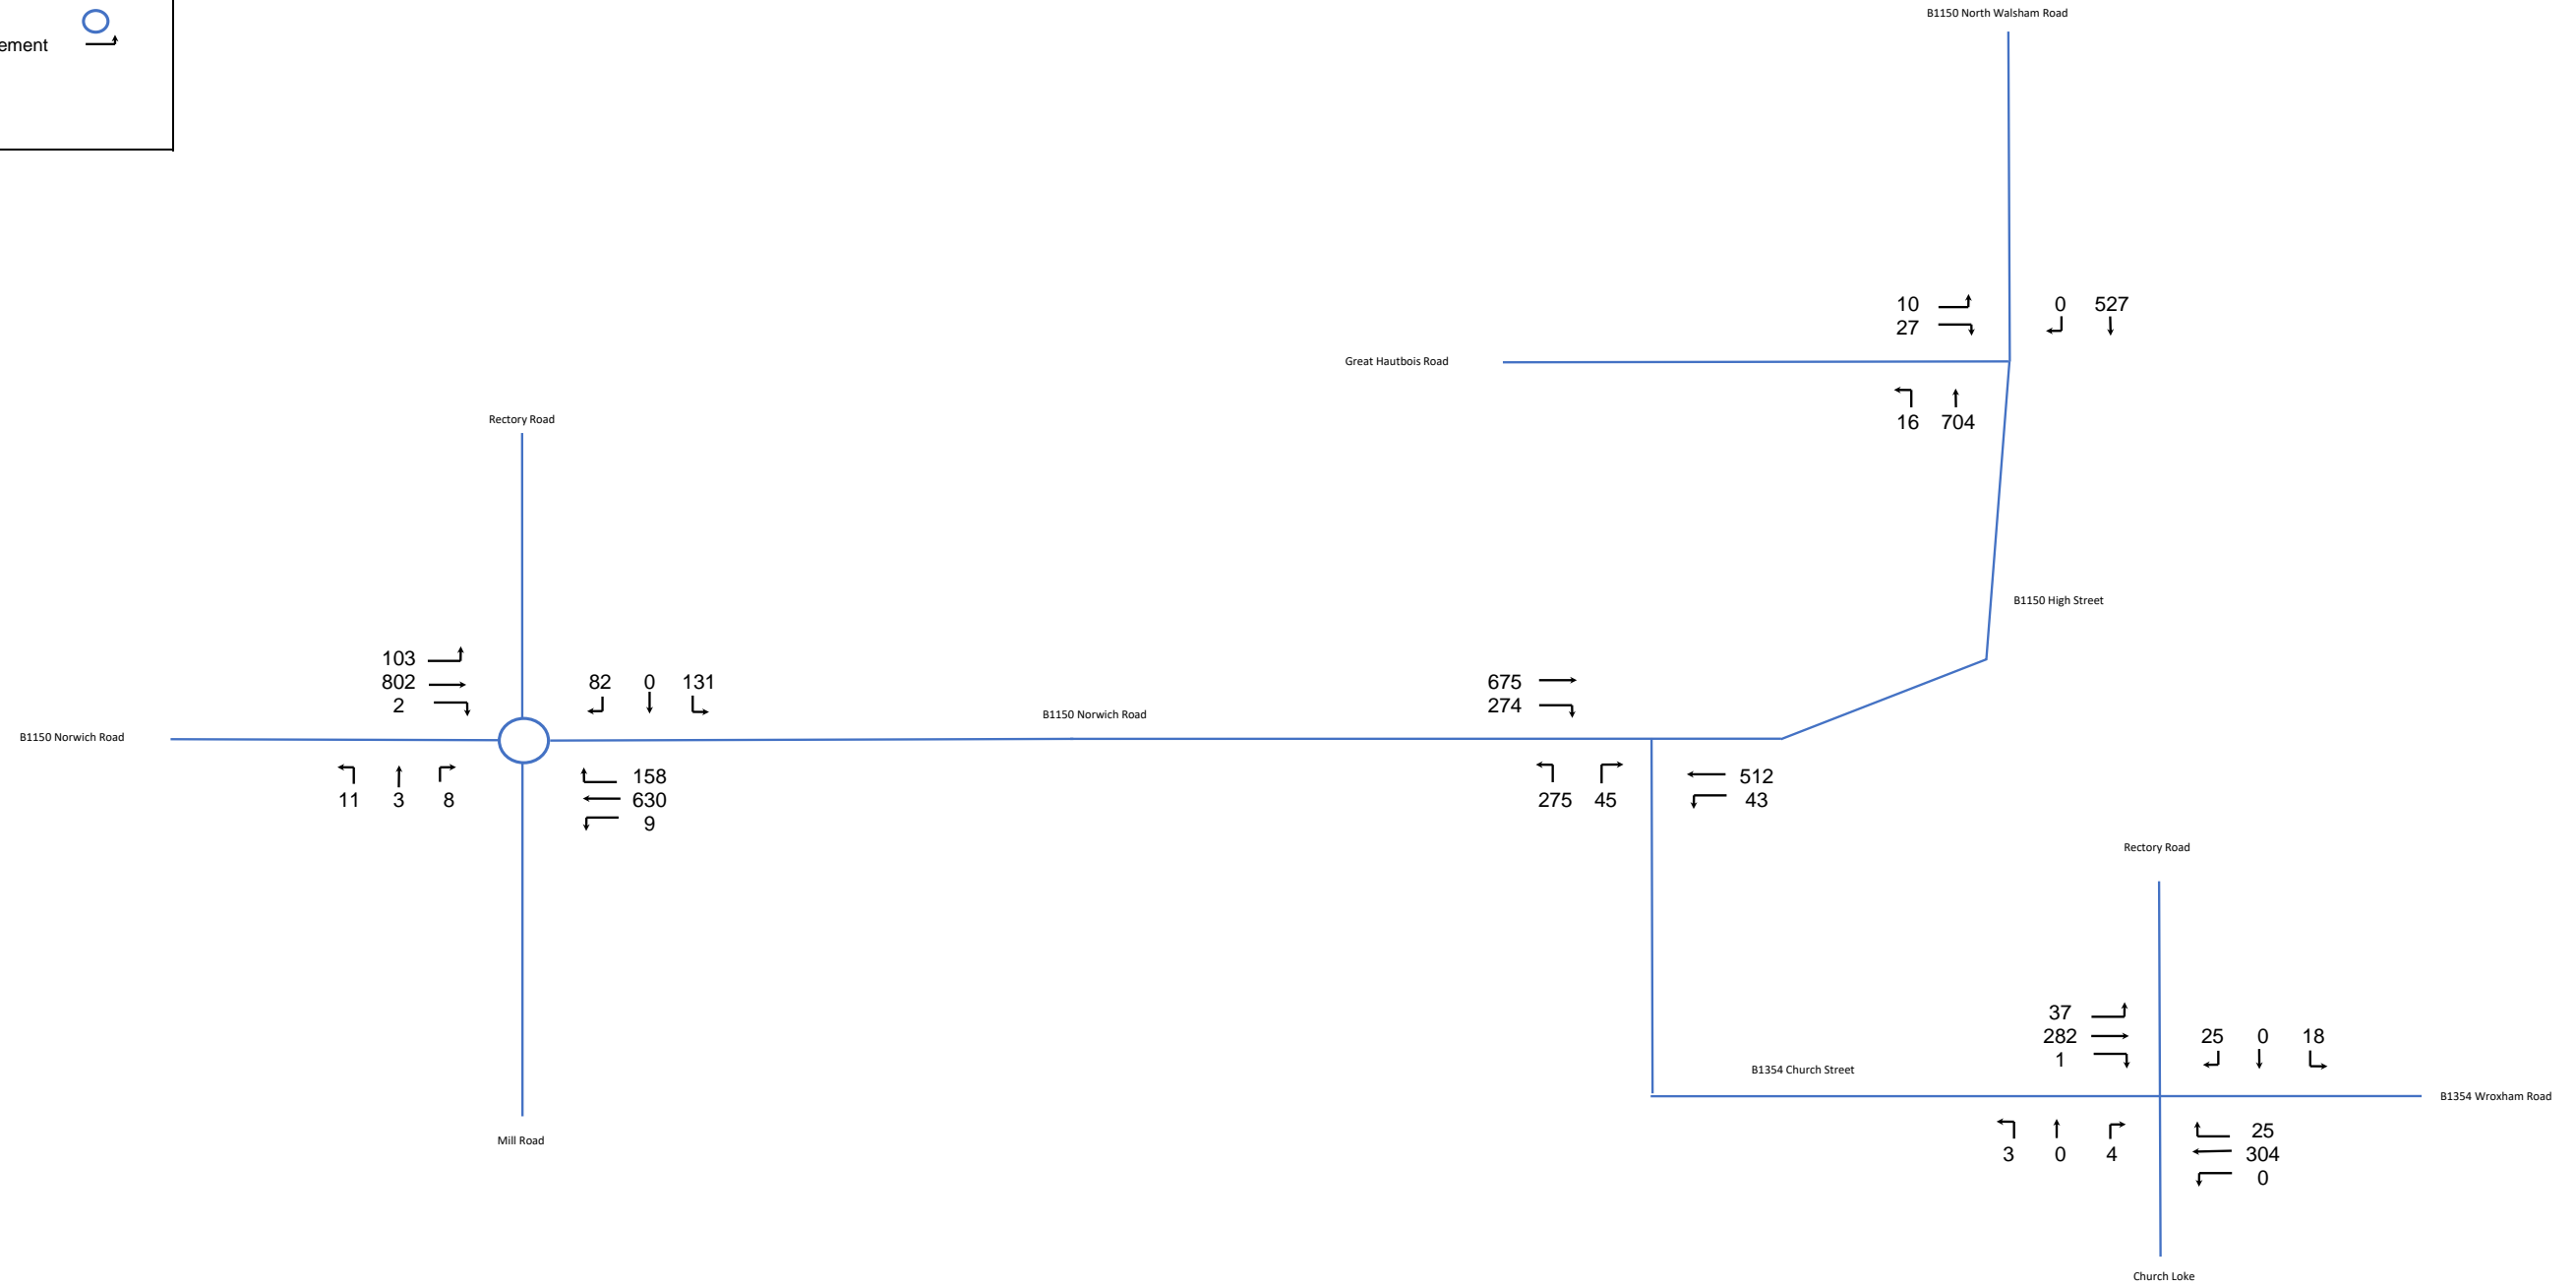 ement
B1150 North Walsham Road
10
0 527
27
Great Hautbois Road
16 704
Rectory Road
B1150 High Street
103
802
2
82 0 131
675
274
B1150 Norwich Road
B1150 Norwich Road
11 3 8
158
630
9
275 45
512
43
Rectory Road
37
282
1
25 0 18
B1354 Church Street
B1354 Wroxham Road
Mill Road
3 0 4
25
304
0
Church Loke